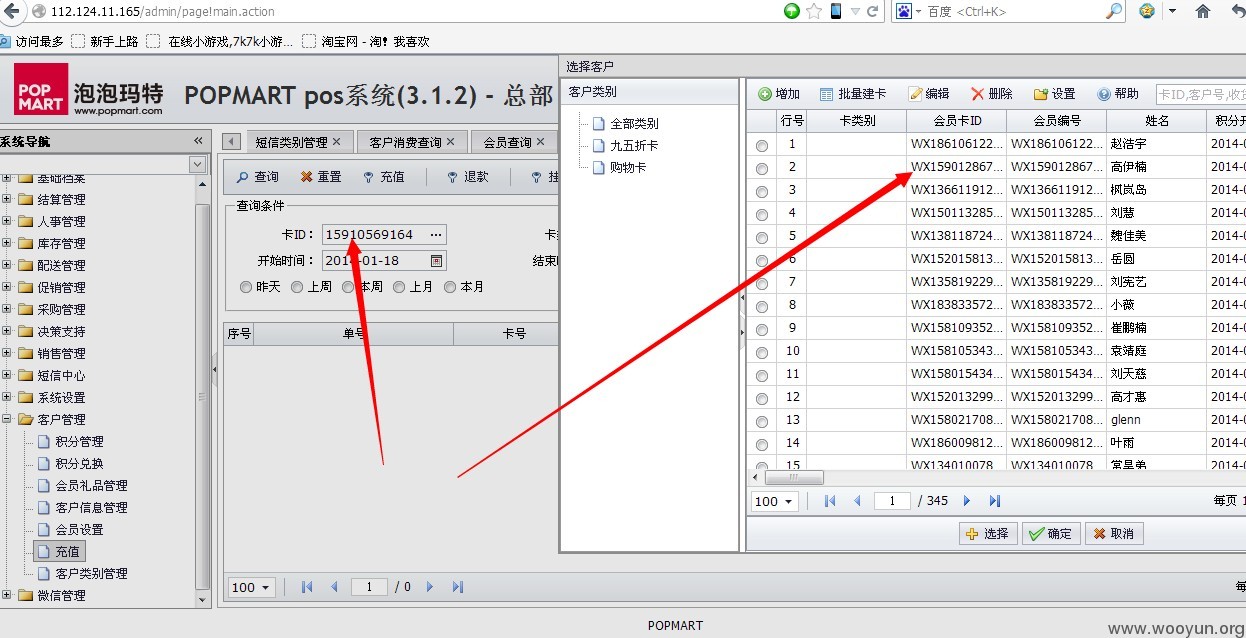 112.124.11.165/admin/page!main.action
百度 <Ctrl+K>
访问最多 新手上路 在线小游戏,7k7k小游... 淘宝网 - 淘! 我喜欢
POP MART 泡泡玛特 www.popmart.com POPMART pos系统(3.1.2) - 总部
选择客户
客户类别
全部类别
九五折卡
购物卡
增加 批量建卡 编辑 删除 设置 帮助 卡ID,客户号,收
行号 卡类别 会员卡ID 会员编号 姓名 积分
1 WX186106122... WX186106122... 赵浩宇 2014-0
2 WX159012867... WX159012867... 高伊楠 2014-0
3 WX136611912... WX136611912... 枫岚岛 2014-0
4 WX150113285... WX150113285... 刘慧 2014-0
5 WX138118724... WX138118724... 魏佳美 2014-0
6 WX152015813... WX152015813... 岳圆 2014-0
7 WX135819229... WX135819229... 刘宪艺 2014-0
8 WX183833572... WX183833572... 小薇 2014-0
9 WX158109352... WX158109352... 崔鹏楠 2014-0
10 WX158105343... WX158105343... 袁靖庭 2014-0
11 WX158015434... WX158015434... 刘天慈 2014-0
12 WX152013299... WX152013299... 高才惠 2014-0
13 WX158021708... WX158021708... glenn 2014-0
14 WX186009812... WX186009812... 叶雨 2014-0
15 WX134010078 WX134010078 2014-0
100 1 / 345 每页 1
选择 确定 取消
系统导航
基础档案
结算管理
人事管理
库存管理
配送管理
促销管理
采购管理
决策支持
销售管理
短信中心
系统设置
客户管理
积分管理
积分兑换
会员礼品管理
客户信息管理
会员设置
充值
客户类别管理
微信管理
短信类别管理 客户消费查询 会员查询
查询 重置 充值 退款
查询条件
卡ID： 15910569164 ...
开始时间： 2014-01-18 结束
昨天 上周 本周 上月 本月
序号 单号 卡号
100 1 / 0
POPMART
www.wooyun.org